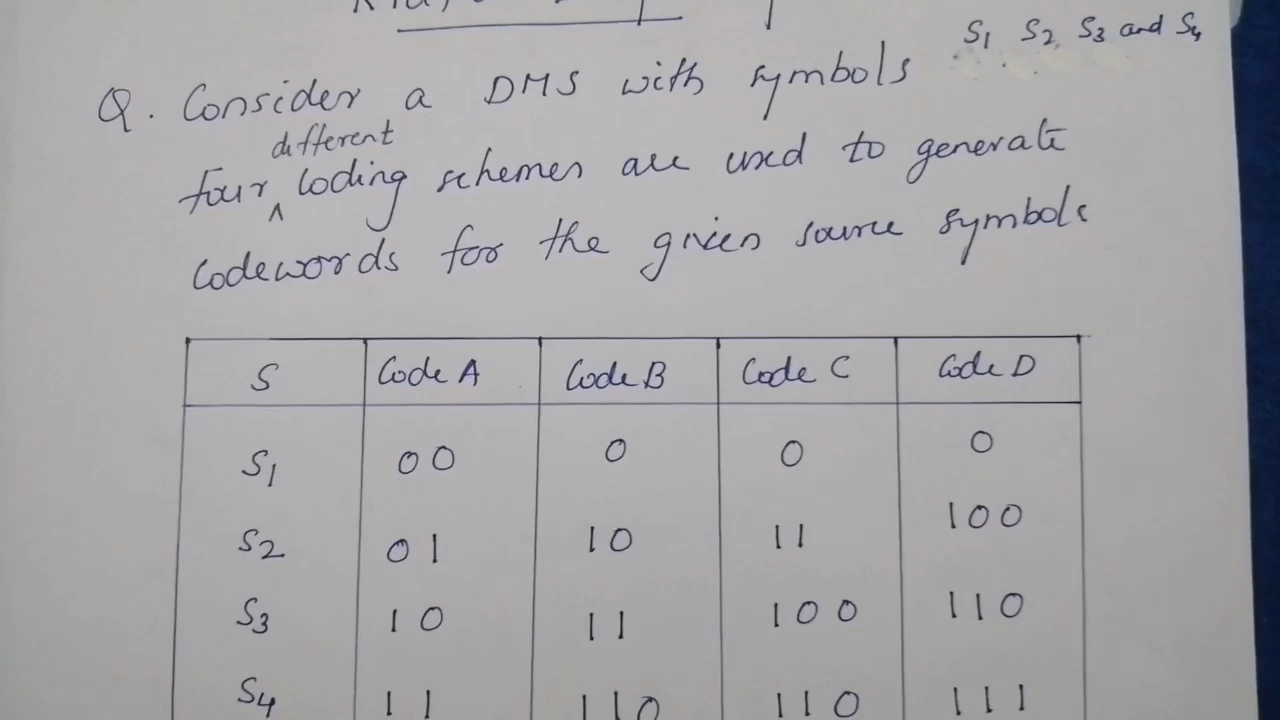 S1 S2 S3 and S4
Q. Consider a DMS with symbols
different
four ^ coding schemes are used to generate
codewords for the given source symbols
S Code A Code B Code C Code D
S1 00 0 0 0
S2 01 10 11 100
S3 10 11 100 110
S4 11 110 110 111